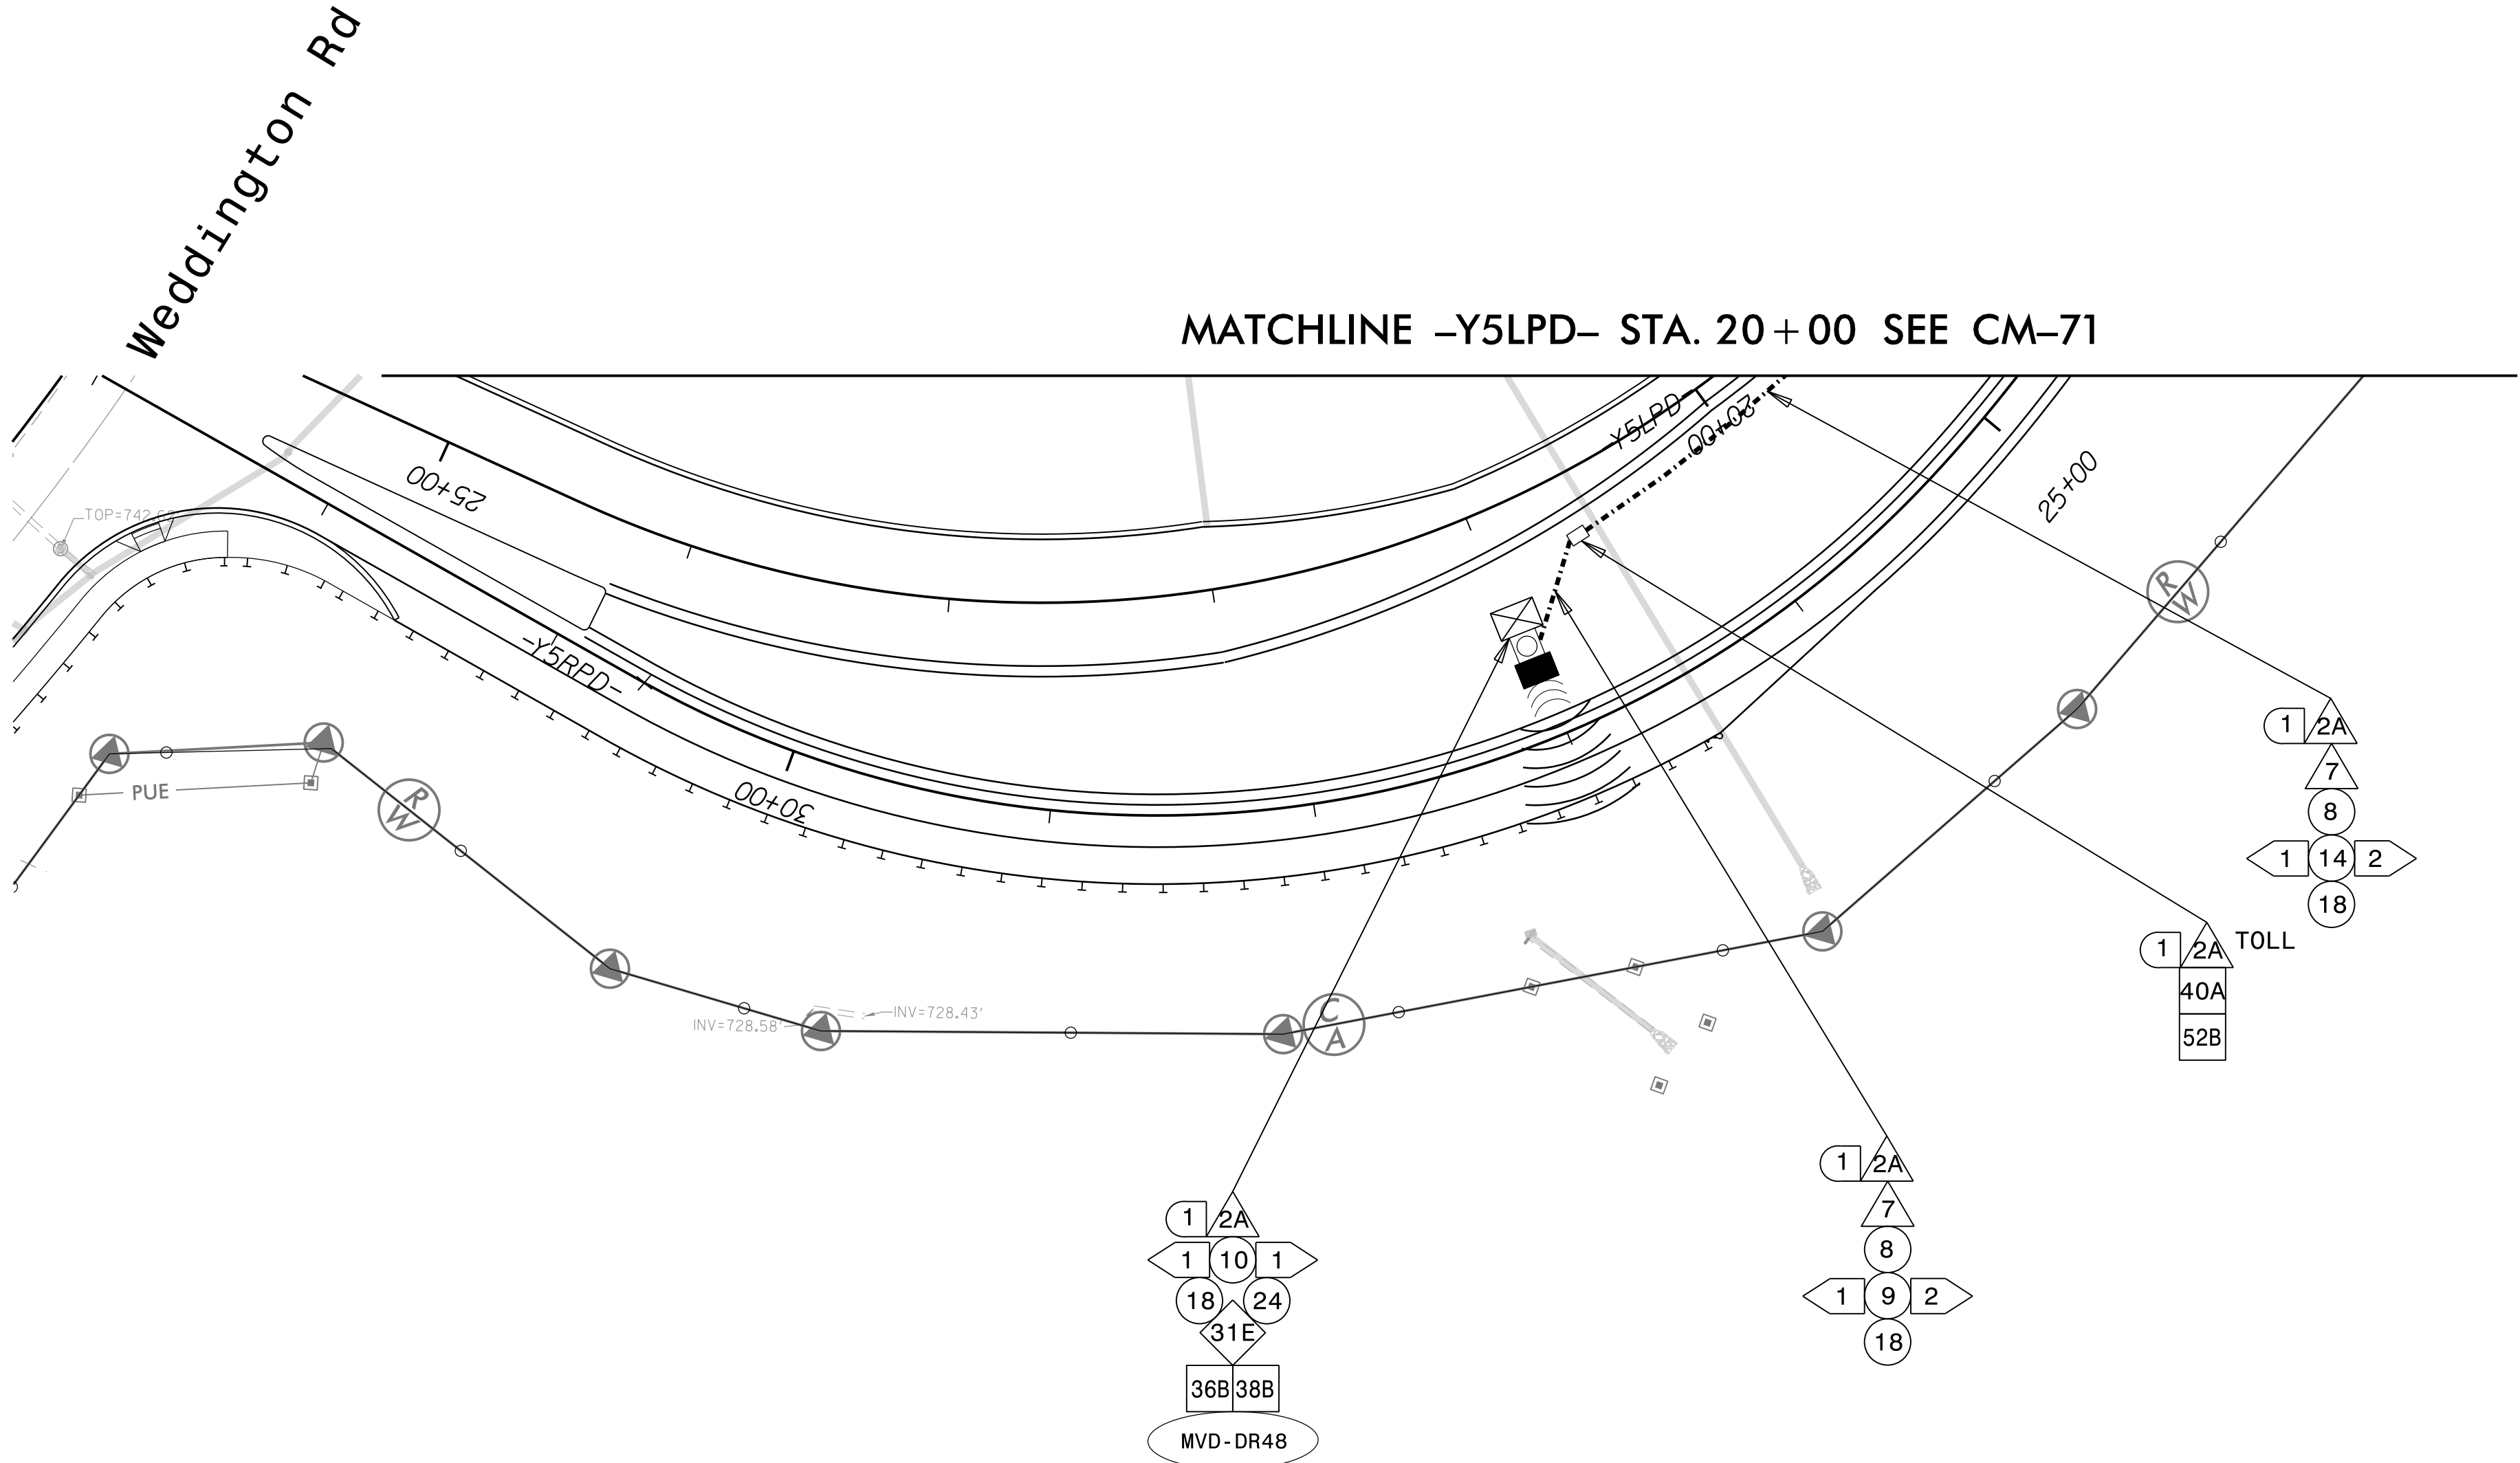 Weddington Rd
MATCHLINE –Y5LPD– STA. 20+00 SEE CM–71
–Y5LPD–
20+00
25+00
25+00
TOP=742.
–Y5RPD–
30+00
PUE
R W
R W
INV=728.58'
INV=728.43'
C A
1 2A
7
8
1 14 2
18
1 2A TOLL
40A
52B
1 2A
7
8
1 9 2
18
1 2A
1 10 1
18 24
31E
36B 38B
MVD-DR48